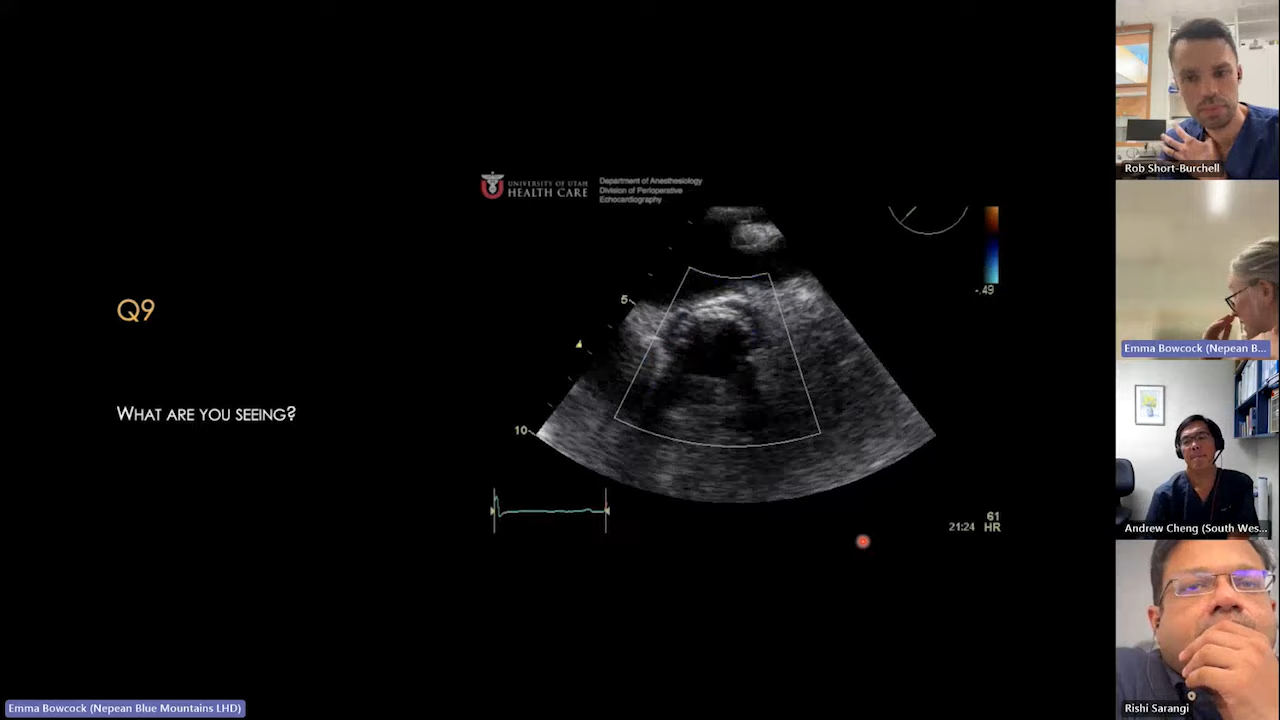 Q9
WHAT ARE YOU SEEING?
UNIVERSITY OF UTAH
HEALTH CARE
Department of Anesthesiology
Division of Perioperative
Echocardiography
5
10
-.49
61
21:24 HR
Rob Short-Burchell
Emma Bowcock (Nepean B...
Andrew Cheng (South Wes...
Rishi Sarangi
Emma Bowcock (Nepean Blue Mountains LHD)